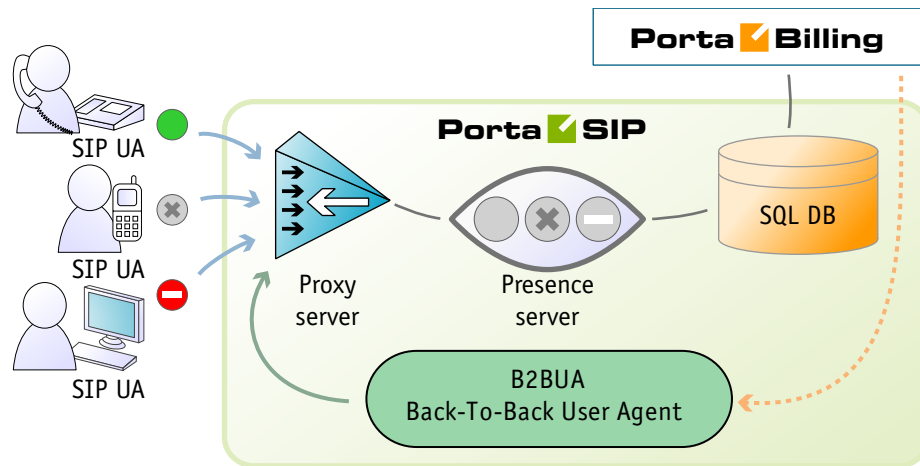 Porta Billing
Porta SIP
SIP UA
SIP UA
SIP UA
Proxy
server
Presence
server
SQL DB
B2BUA
Back-To-Back User Agent